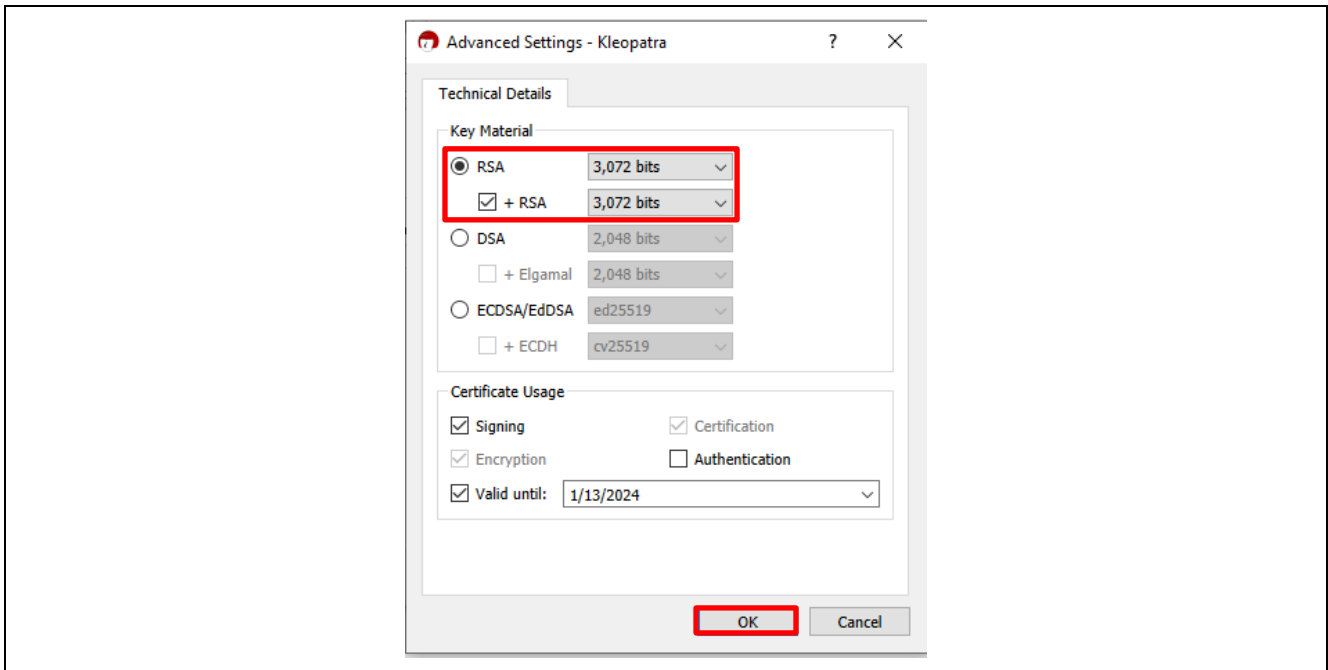 Advanced Settings - Kleopatra ?
Technical Details
Key Material
RSA 3,072 bits
+ RSA 3,072 bits
DSA 2,048 bits
+ Elgamal 2,048 bits
ECDSA/EdDSA ed25519
+ ECDH cv25519
Certificate Usage
Signing Certification
Encryption Authentication
Valid until: 1/13/2024
OK Cancel